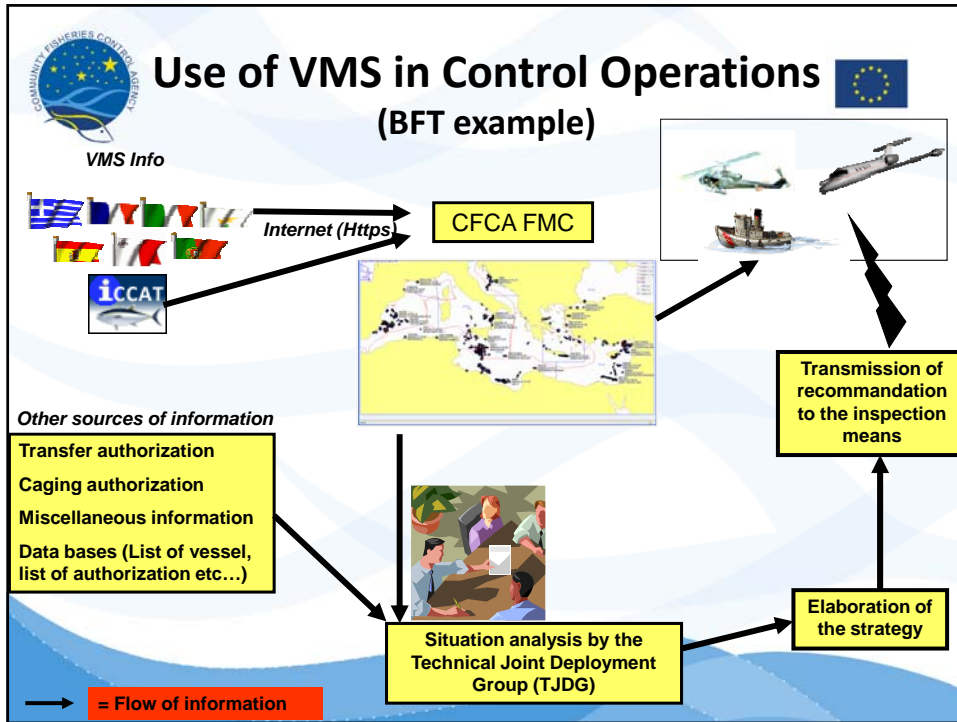 COMMUNITY FISHERIES CONTROL AGENCY
Use of VMS in Control Operations
(BFT example)
VMS Info
Internet (Https)
CFCA FMC
iCCAT
Transmission of
recommandation
to the inspection
means
Other sources of information
Transfer authorization
Caging authorization
Miscellaneous information
Data bases (List of vessel,
list of authorization etc…)
Elaboration of
the strategy
Situation analysis by the
Technical Joint Deployment
Group (TJDG)
= Flow of information